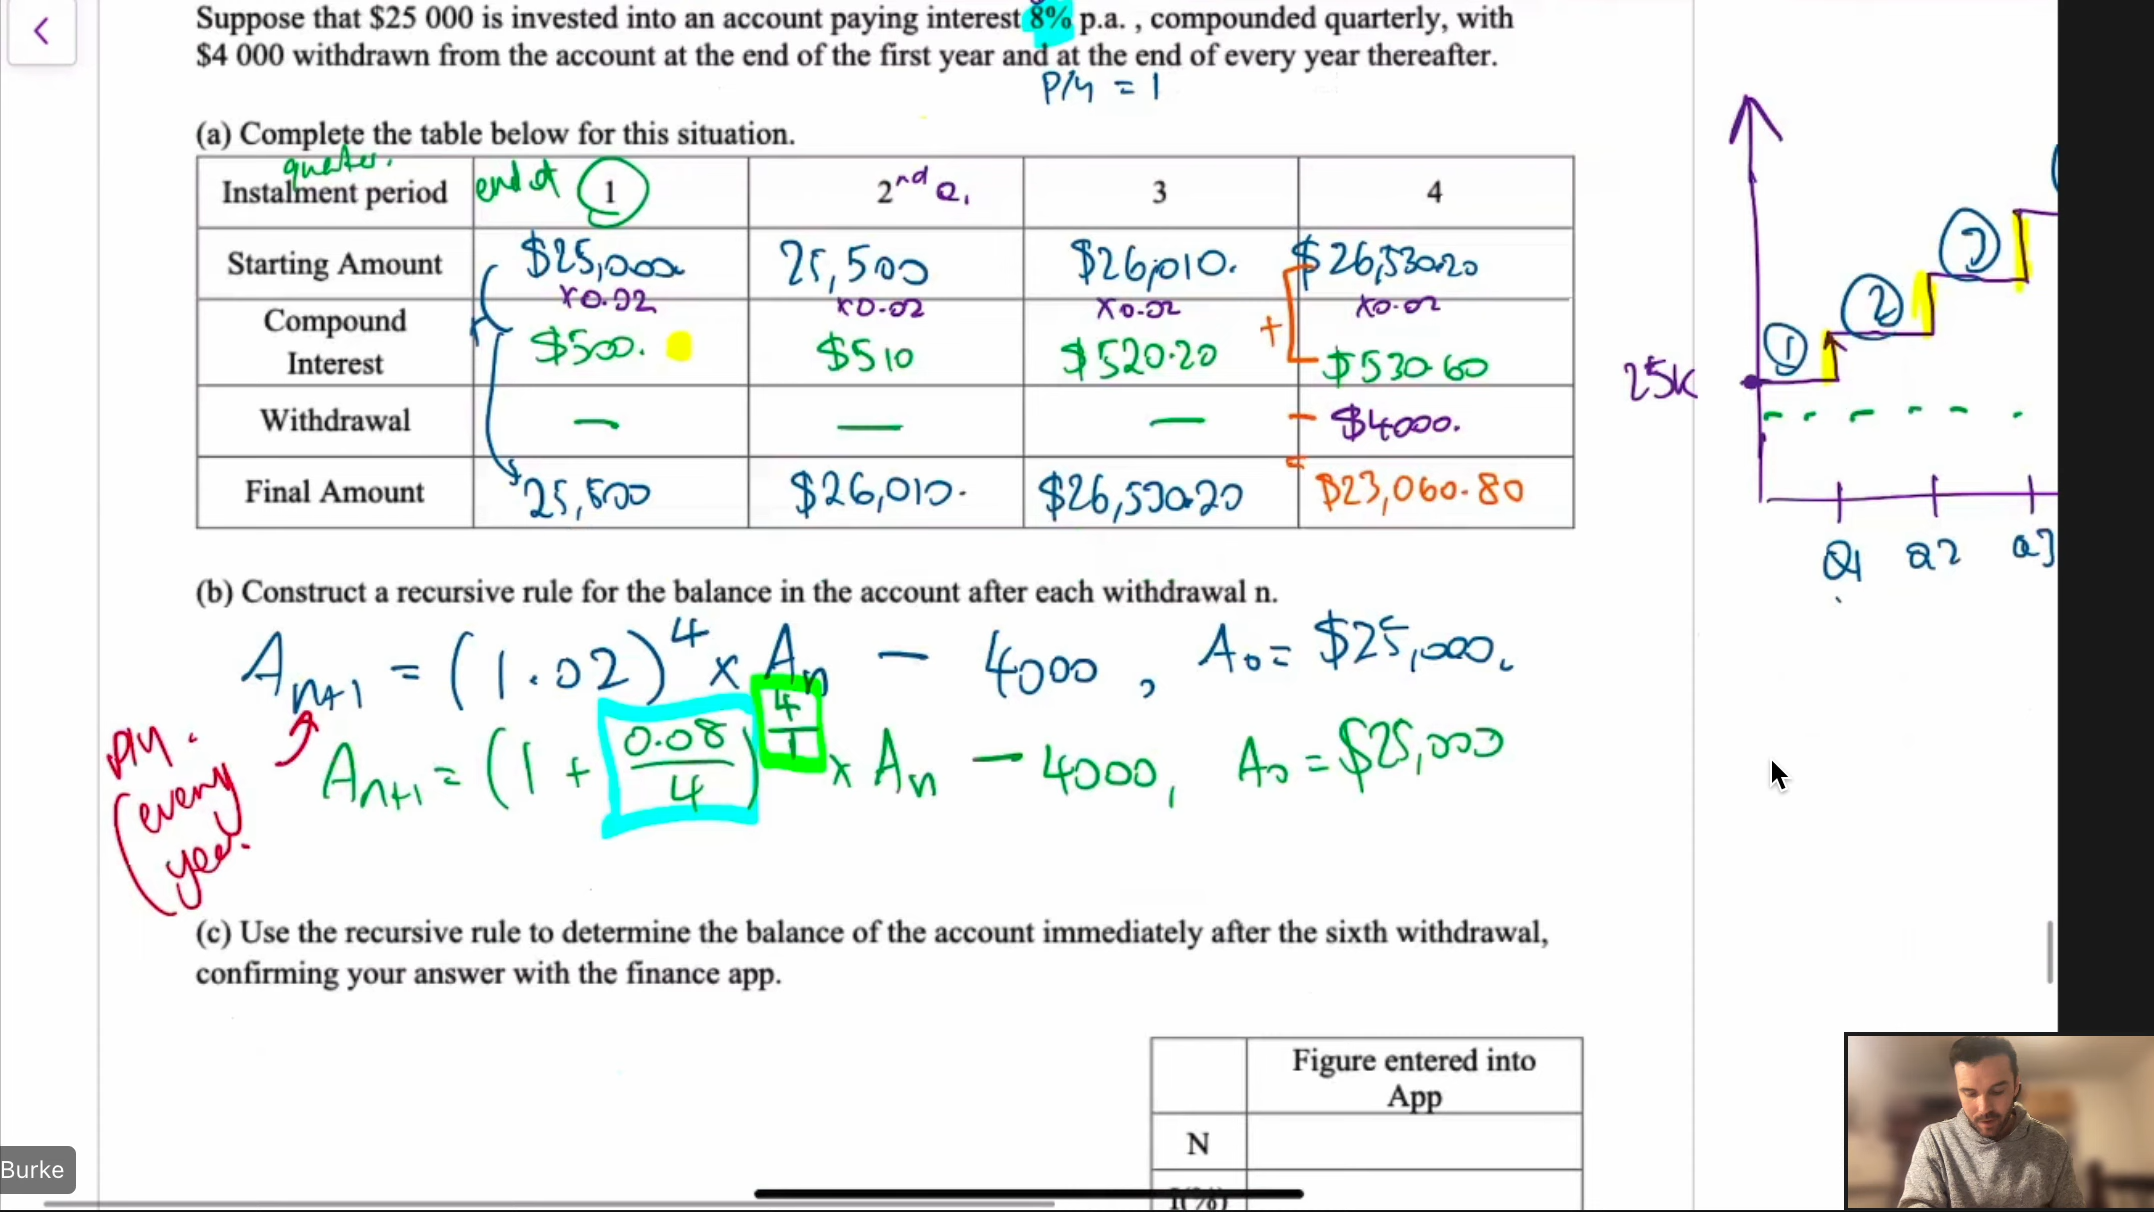 Suppose that $25 000 is invested into an account paying interest 8% p.a. , compounded quarterly, with
$4 000 withdrawn from the account at the end of the first year and at the end of every year thereafter.
P/Y = 1
(a) Complete the table below for this situation.
quarter.
Instalment period end of 1 2nd Q. 3 4
Starting Amount $25,000. 25,500 $26,010. $26,530.20
x0.02 x0.02 x0.02 x0.02
Compound Interest $500. $510 $520.20 + $530.60
Withdrawal — — — - $4000.
Final Amount 25,500 $26,010. $26,530.20 = $23,060.80
25k
1 2 3
Q1 Q2 Q3
(b) Construct a recursive rule for the balance in the account after each withdrawal n.
Aₙ₊₁ = (1.02)⁴ x Aₙ - 4000 , A₀ = $25,000.
Aₙ₊₁ = (1 + 0.08/4)^(4/1) x Aₙ - 4000, A₀ = $25,000
P/Y.
(every
year.
(c) Use the recursive rule to determine the balance of the account immediately after the sixth withdrawal,
confirming your answer with the finance app.
Figure entered into
App
N
I(%)
Burke